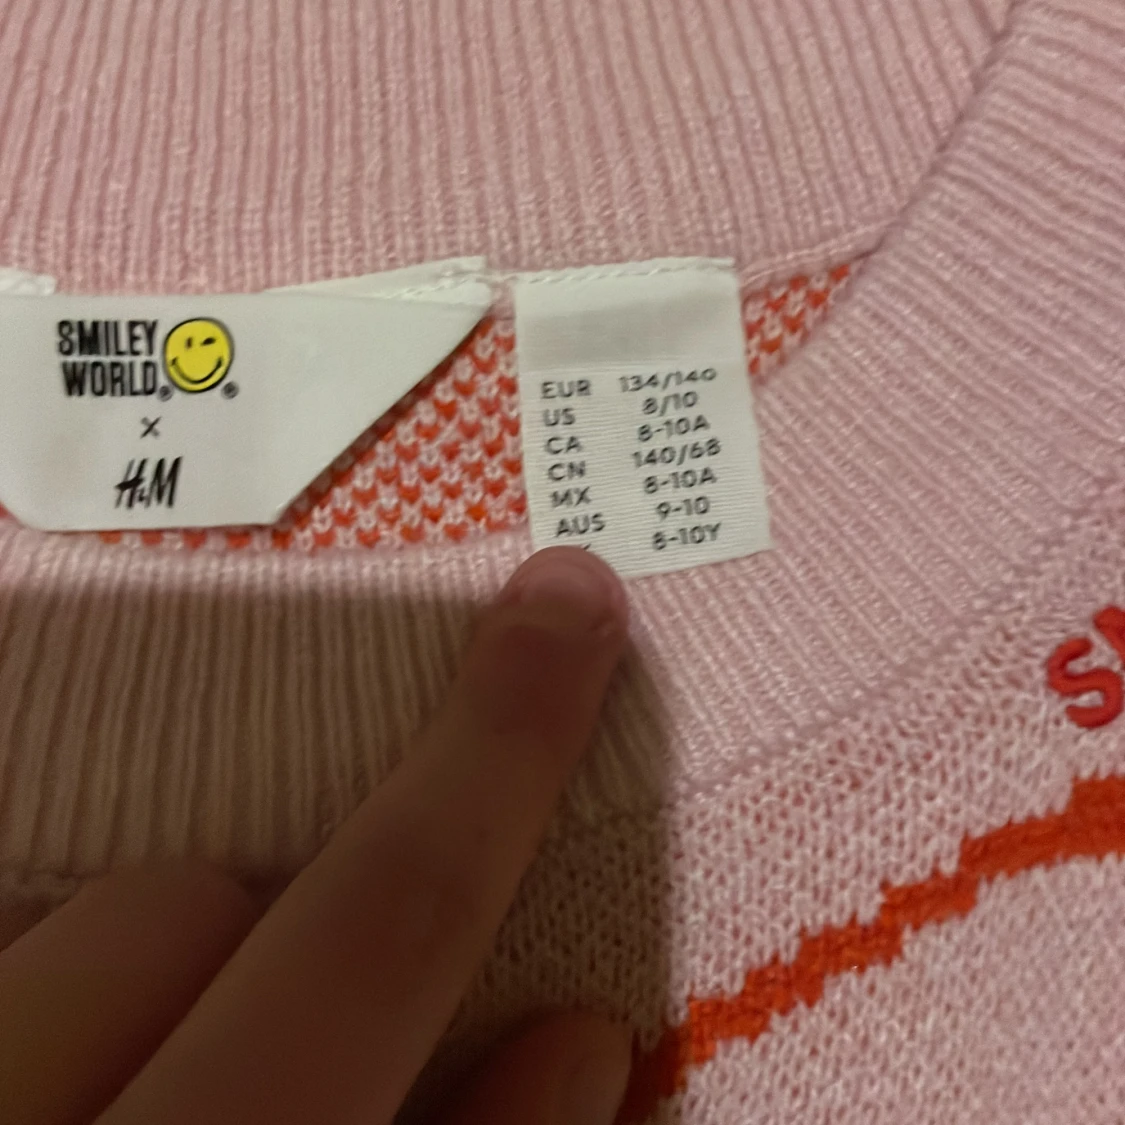 SMILEY
WORLD®
®
x
H&M
EUR 134/140
US 8/10
CA 8-10A
CN 140/68
MX 8-10A
AUS 9-10
8-10Y
S